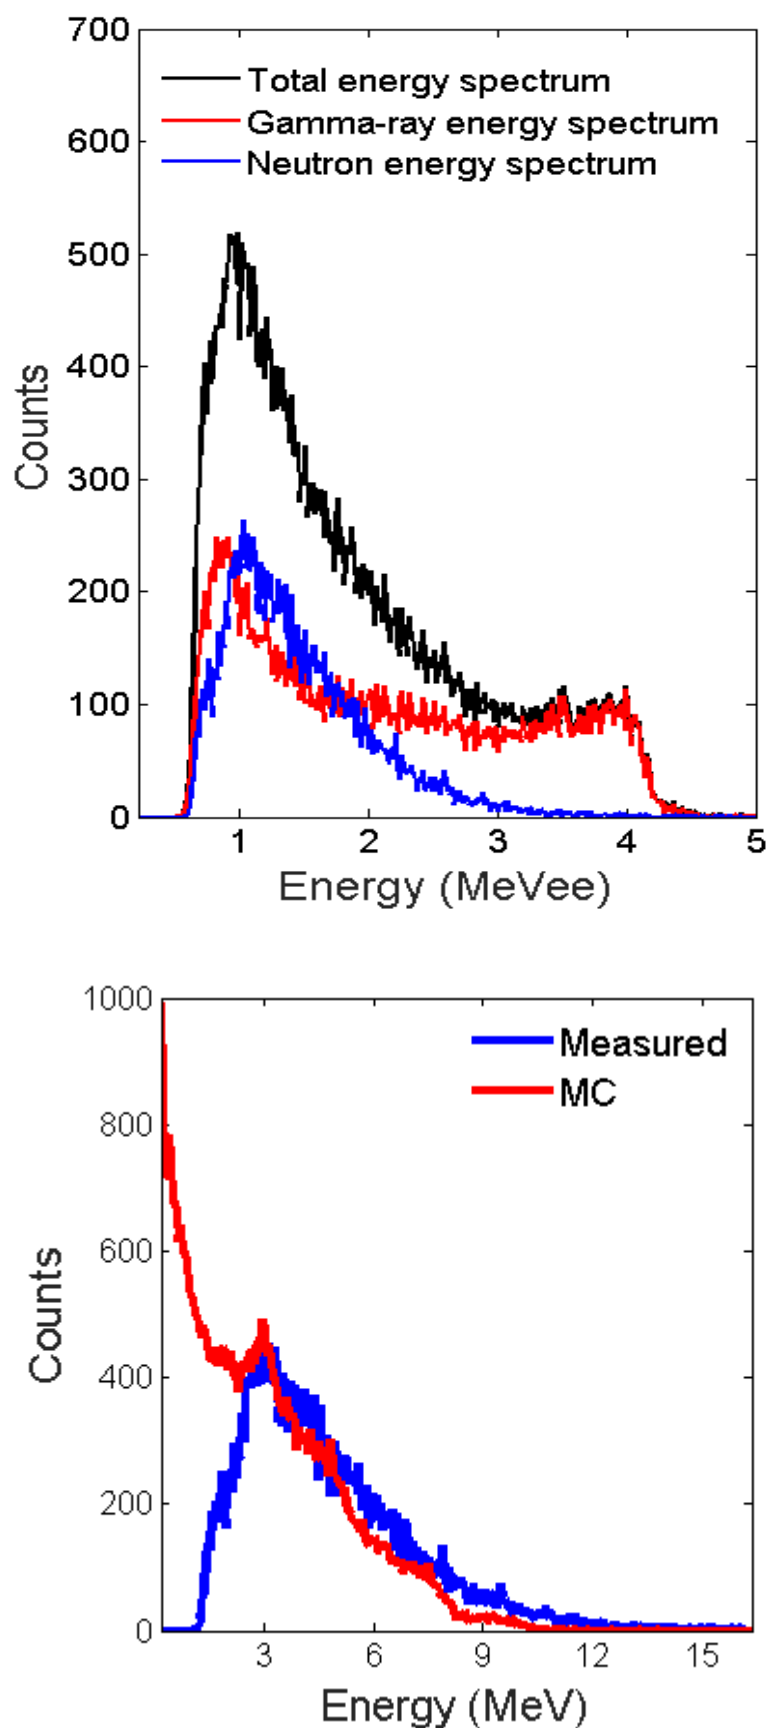 700
Total energy spectrum
Gamma-ray energy spectrum
Neutron energy spectrum
600
500
400
300
200
100
0
Counts
1 2 3 4 5
Energy (MeVee)
1000
Measured
MC
800
600
400
200
0
Counts
3 6 9 12 15
Energy (MeV)